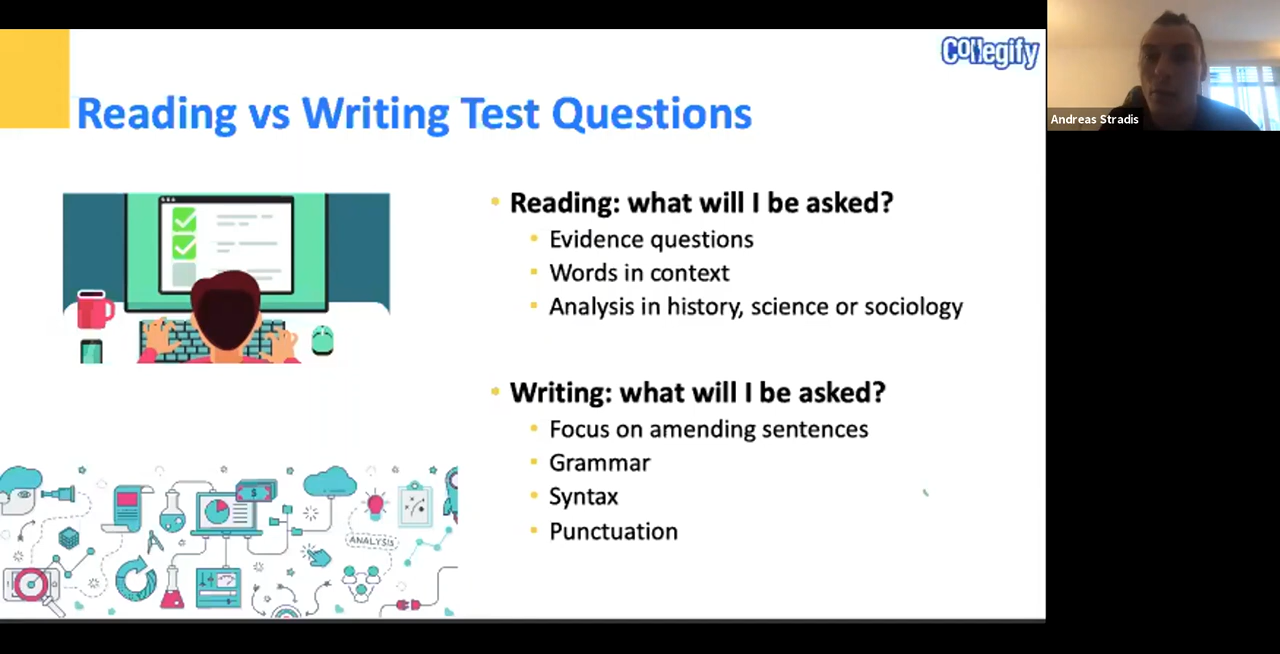 Collegify
Reading vs Writing Test Questions
Andreas Stradis
Reading: what will I be asked?
Evidence questions
Words in context
Analysis in history, science or sociology
Writing: what will I be asked?
Focus on amending sentences
Grammar
Syntax
Punctuation
$
ANALYSIS